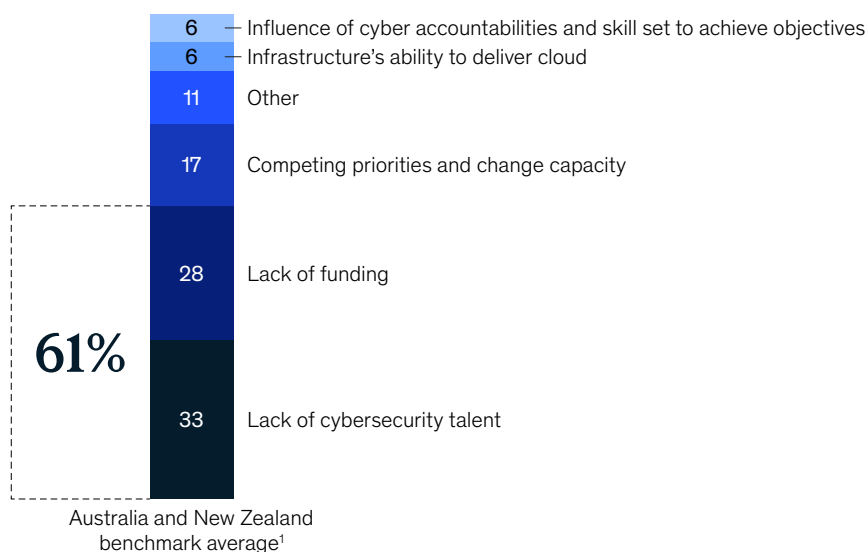 6 Influence of cyber accountabilities and skill set to achieve objectives
6 Infrastructure’s ability to deliver cloud
11 Other
17 Competing priorities and change capacity
28 Lack of funding
61%
33 Lack of cybersecurity talent
Australia and New Zealand
benchmark average¹